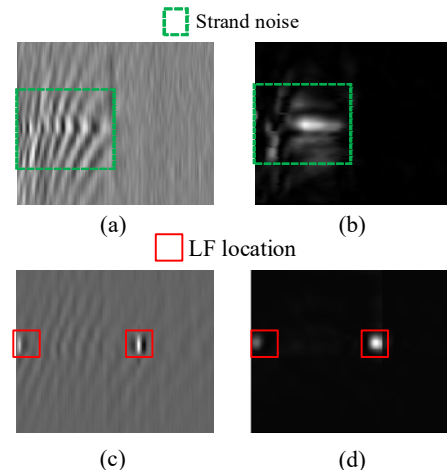 Strand noise
(a)
(b)
LF location
(c)
(d)